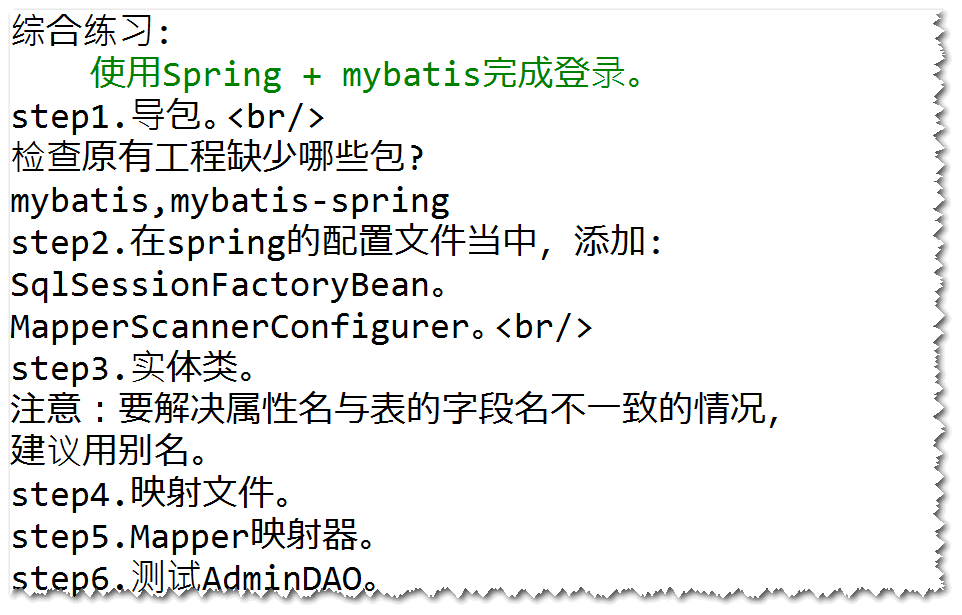 综合练习:
使用Spring + mybatis完成登录。
step1.导包。<br/>
检查原有工程缺少哪些包?
mybatis,mybatis-spring
step2.在spring的配置文件当中，添加:
SqlSessionFactoryBean。
MapperScannerConfigurer。<br/>
step3.实体类。
注意：要解决属性名与表的字段名不一致的情况，
建议用别名。
step4.映射文件。
step5.Mapper映射器。
step6.测试AdminDAO。